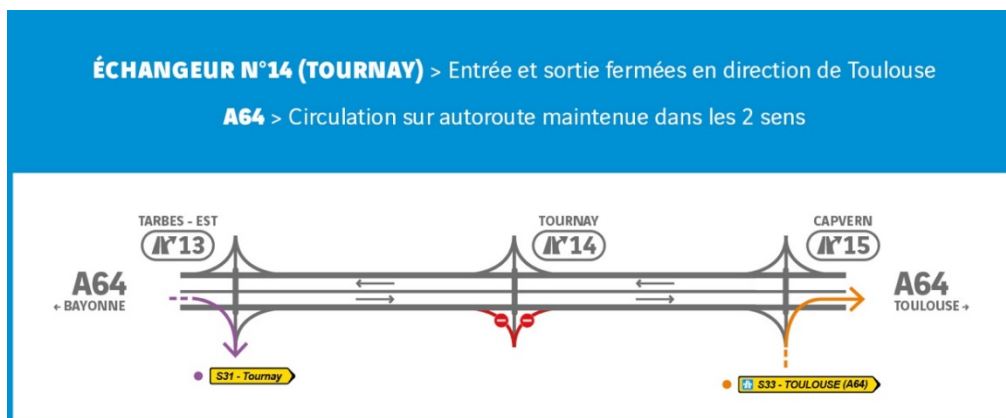 ÉCHANGEUR N°14 (TOURNAY) > Entrée et sortie fermées en direction de Toulouse
A64 > Circulation sur autoroute maintenue dans les 2 sens
TARBES - EST
13
TOURNAY
14
CAPVERN
15
A64
← BAYONNE
A64
TOULOUSE →
S31 - Tournay
S33 - TOULOUSE (A64)